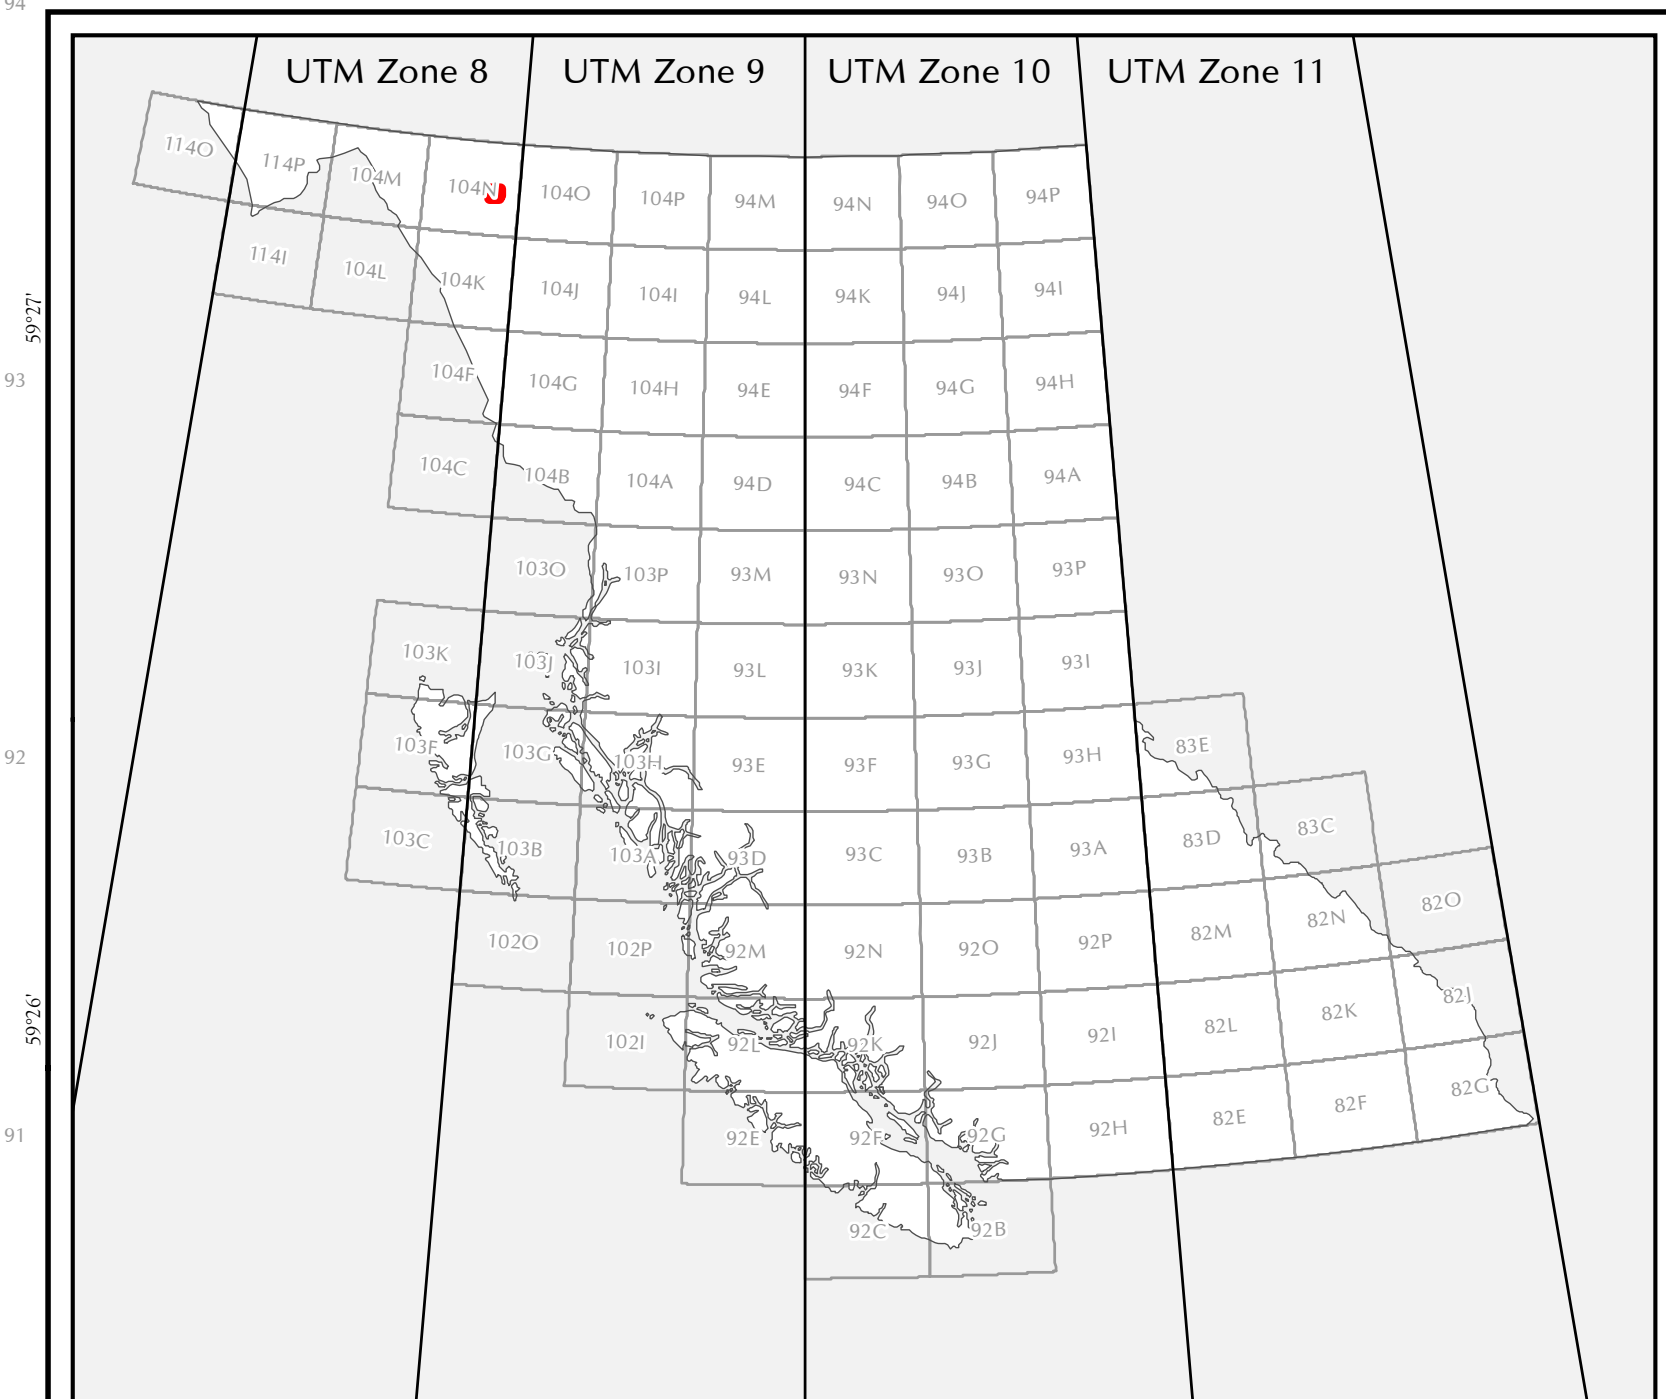 94
UTM Zone 8 UTM Zone 9 UTM Zone 10 UTM Zone 11
114O 114P 104M 104N 104O 104P 94M 94N 94O 94P
114I 104L 104K 104J 104I 94L 94K 94J 94I
59°27'
93
104F 104G 104H 94E 94F 94G 94H
104C 104B 104A 94D 94C 94B 94A
103O 103P 93M 93N 93O 93P
103K 103J 103I 93L 93K 93J 93I
92
103F 103G 103H 93E 93F 93G 93H 83E
103C 103B 103A 93D 93C 93B 93A 83D 83C
102O 102P 92M 92N 92O 92P 82M 82N 82O
59°26'
102I 92L 92K 92J 92I 82L 82K 82J
91
92E 92F 92G 92H 82E 82F 82G
92C 92B